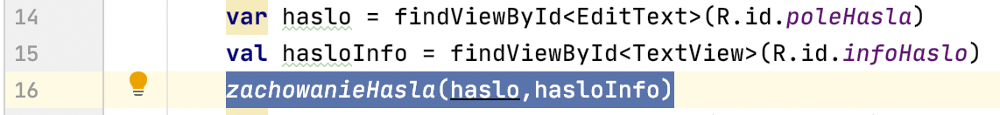 14 var haslo = findViewById<EditText>(R.id.poleHasla)
15 val hasloInfo = findViewById<TextView>(R.id.infoHaslo)
16 zachowanieHasla(haslo,hasloInfo)